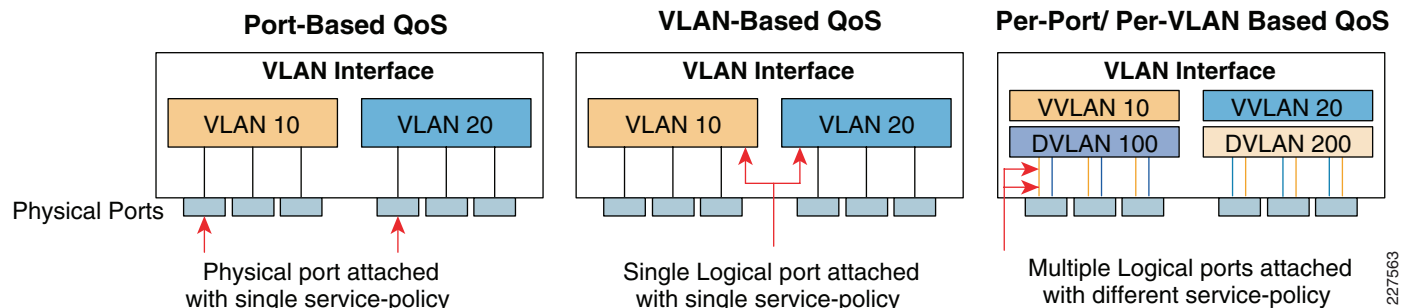 Port-Based QoS
VLAN Interface
VLAN 10
VLAN 20
Physical Ports
Physical port attached
with single service-policy
VLAN-Based QoS
VLAN Interface
VLAN 10
VLAN 20
Single Logical port attached
with single service-policy
Per-Port/ Per-VLAN Based QoS
VLAN Interface
VVLAN 10
VVLAN 20
DVLAN 100
DVLAN 200
Multiple Logical ports attached
with different service-policy
227563